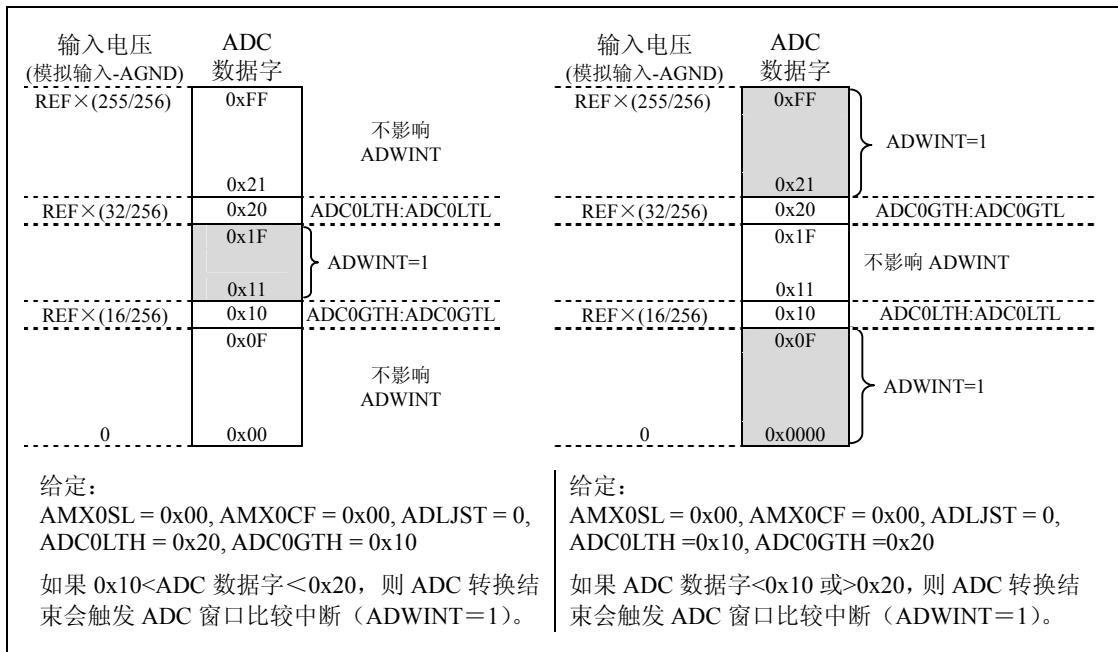 输入电压
(模拟输入-AGND)
ADC
数据字
REF×(255/256)
0xFF
不影响
ADWINT
0x21
REF×(32/256)
0x20
ADC0LTH:ADC0LTL
0x1F
ADWINT=1
0x11
REF×(16/256)
0x10
ADC0GTH:ADC0GTL
0x0F
不影响
ADWINT
0
0x00
给定：
AMX0SL = 0x00, AMX0CF = 0x00, ADLJST = 0,
ADC0LTH = 0x20, ADC0GTH = 0x10
如果 0x10<ADC 数据字＜0x20，则 ADC 转换结
束会触发 ADC 窗口比较中断（ADWINT＝1）。
输入电压
(模拟输入-AGND)
ADC
数据字
REF×(255/256)
0xFF
ADWINT=1
0x21
REF×(32/256)
0x20
ADC0GTH:ADC0GTL
0x1F
不影响 ADWINT
0x11
REF×(16/256)
0x10
ADC0LTH:ADC0LTL
0x0F
ADWINT=1
0
0x0000
给定：
AMX0SL = 0x00, AMX0CF = 0x00, ADLJST = 0,
ADC0LTH =0x10, ADC0GTH =0x20
如果 ADC 数据字<0x10 或>0x20，则 ADC 转换结
束会触发 ADC 窗口比较中断（ADWINT＝1）。